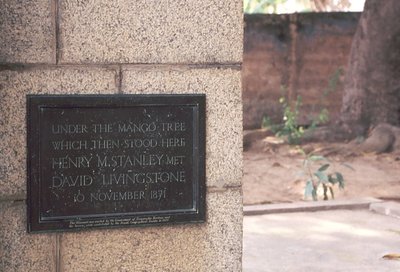 UNDER THE MANGO TREE
WHICH THEN STOOD HERE
HENRY M. STANLEY MET
DAVID LIVINGSTONE
10 NOVEMBER 1871